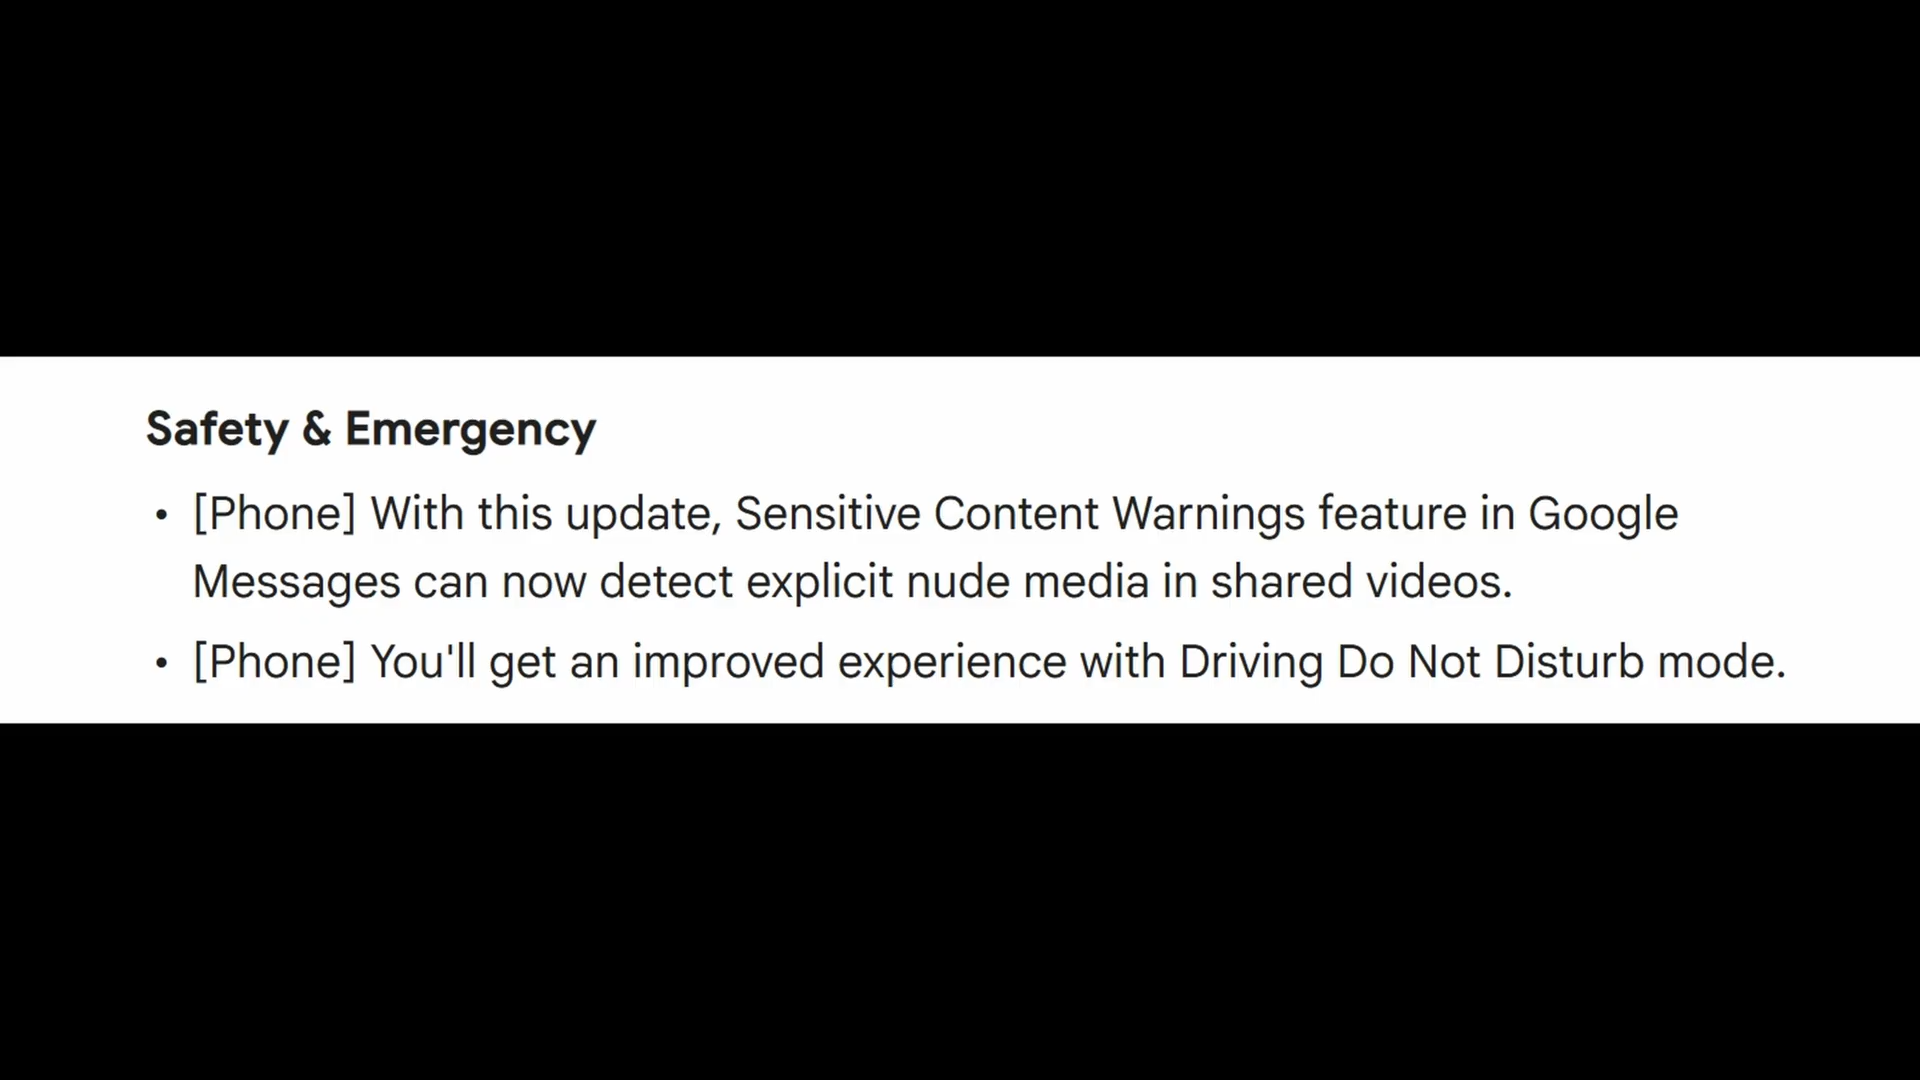 Safety & Emergency
• [Phone] With this update, Sensitive Content Warnings feature in Google
Messages can now detect explicit nude media in shared videos.
• [Phone] You'll get an improved experience with Driving Do Not Disturb mode.